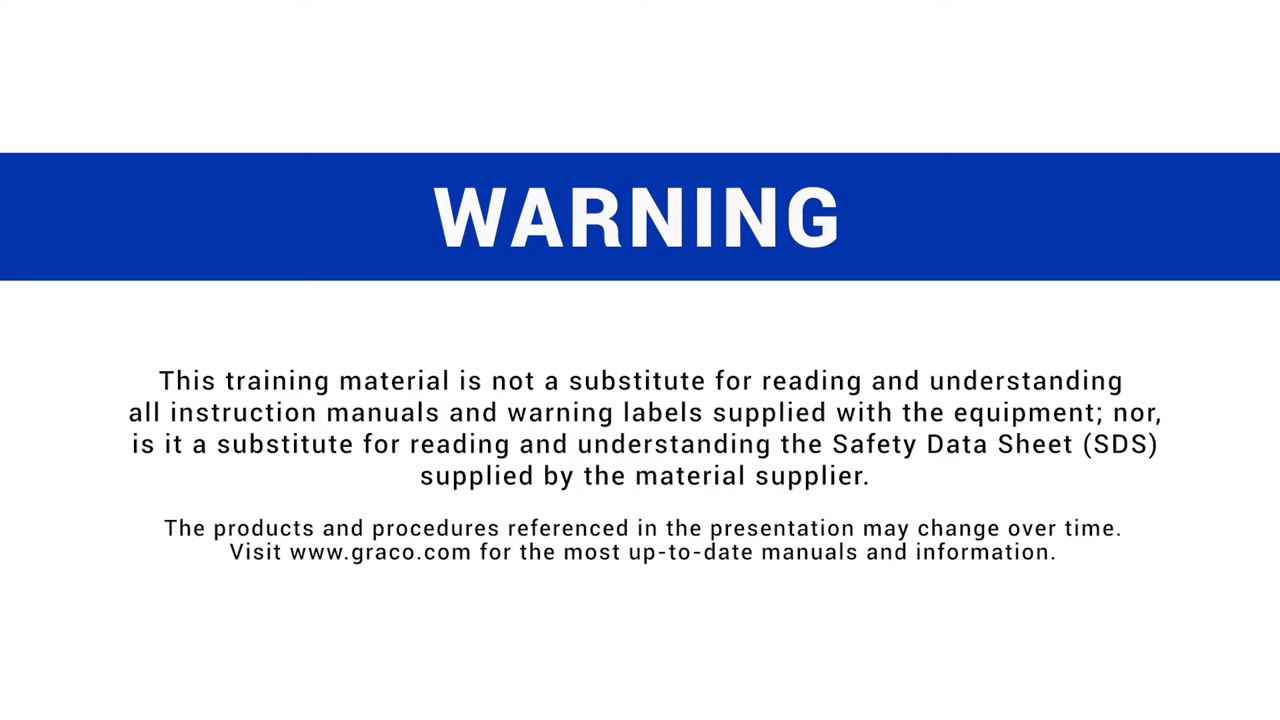 WARNING
This training material is not a substitute for reading and understanding
all instruction manuals and warning labels supplied with the equipment; nor,
is it a substitute for reading and understanding the Safety Data Sheet (SDS)
supplied by the material supplier.
The products and procedures referenced in the presentation may change over time.
Visit www.graco.com for the most up-to-date manuals and information.